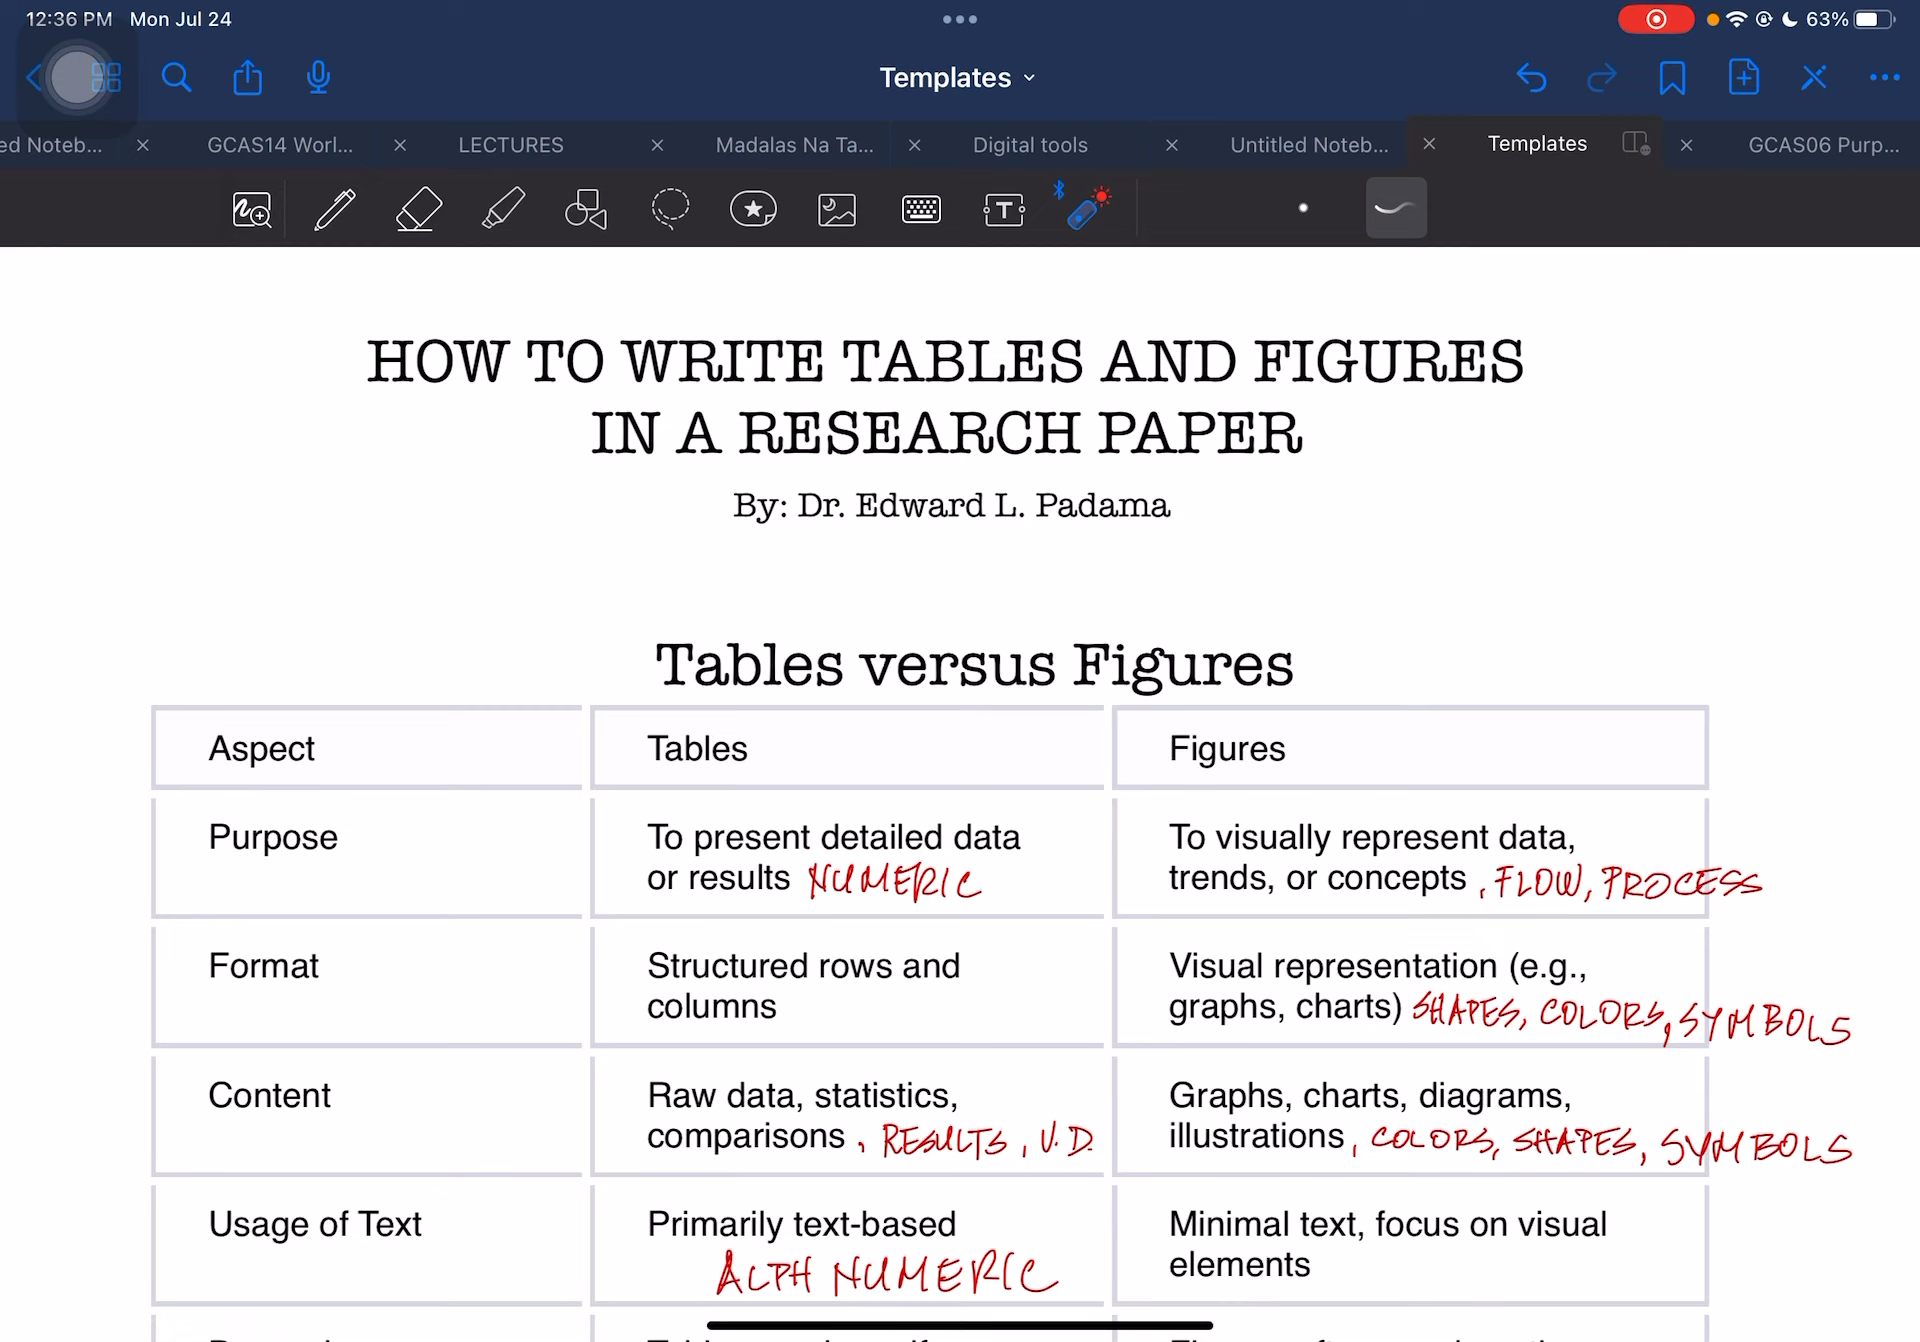 12:36 PM Mon Jul 24
63%
Templates
ed Noteb...
GCAS14 Worl...
LECTURES
Madalas Na Ta...
Digital tools
Untitled Noteb...
Templates
GCAS06 Purp...
HOW TO WRITE TABLES AND FIGURES
IN A RESEARCH PAPER
By: Dr. Edward L. Padama
Tables versus Figures
Aspect
Tables
Figures
Purpose
To present detailed data
or results NUMERIC
To visually represent data,
trends, or concepts , FLOW, PROCESS
Format
Structured rows and
columns
Visual representation (e.g.,
graphs, charts) SHAPES, COLORS, SYMBOLS
Content
Raw data, statistics,
comparisons , RESULTS , V.D.
Graphs, charts, diagrams,
illustrations , COLORS, SHAPES, SYMBOLS
Usage of Text
Primarily text-based
ALPH NUMERIC
Minimal text, focus on visual
elements